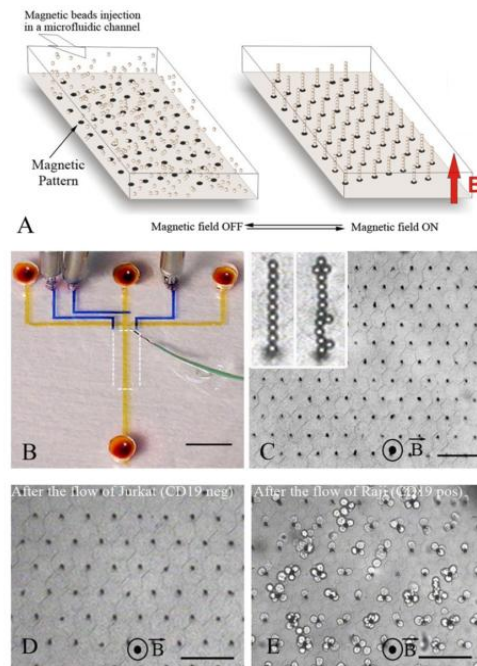 Magnetic beads injection
in a microfluidic channel
Magnetic
Pattern
B
A
Magnetic field OFF
Magnetic field ON
B
C
B
After the flow of Jurkat (CD19 neg)
After the flow of Raji (CD19 pos)
D
B
E
B